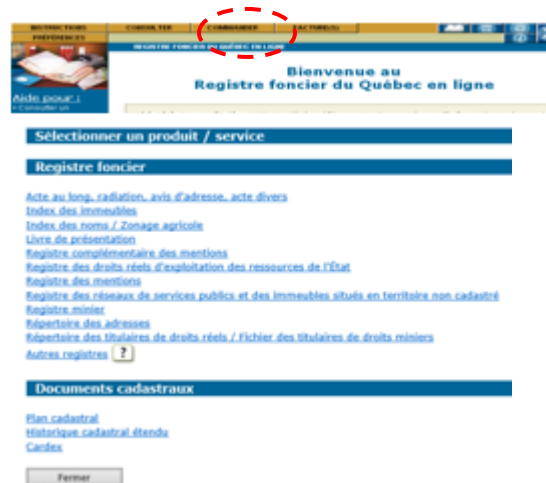 INSTRUCTIONS CONSULTER COMMANDER FACTURE(S)
PRÉFÉRENCES
REGISTRE FONCIER DU QUÉBEC EN LIGNE
Bienvenue au
Registre foncier du Québec en ligne
Aide pour :
Consulter un
Sélectionner un produit / service
Registre foncier
Acte au long, radiation, avis d'adresse, acte divers
Index des immeubles
Index des noms / Zonage agricole
Livre de présentation
Registre complémentaire des mentions
Registre des droits réels d'exploitation des ressources de l'État
Registre des mentions
Registre des réseaux de services publics et des immeubles situés en territoire non cadastré
Registre minier
Répertoire des adresses
Répertoire des titulaires de droits réels / Fichier des titulaires de droits miniers
Autres registres ?
Documents cadastraux
Plan cadastral
Historique cadastral étendu
Cardex
Fermer